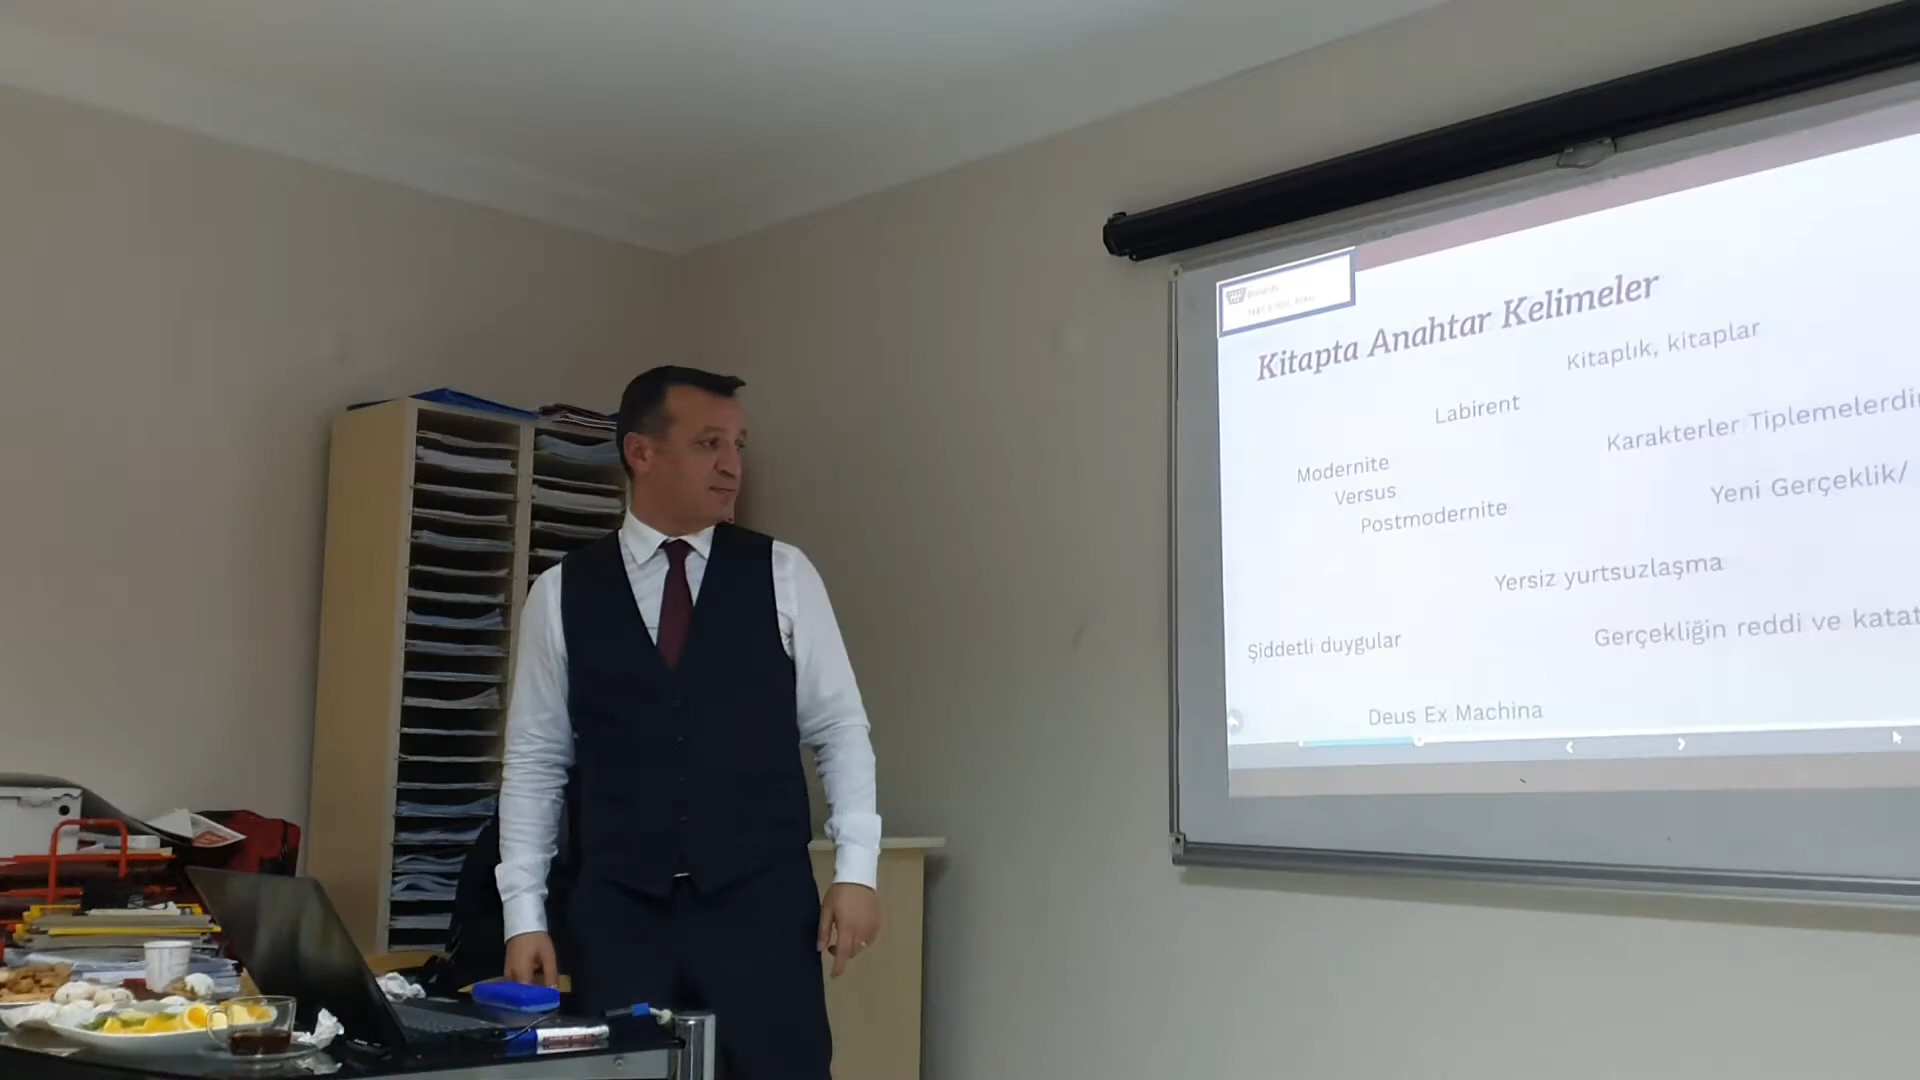 Kitapta Anahtar Kelimeler
Kitaplık, kitaplar
Labirent
Karakterler Tiplemelerdi
Modernite
Versus
Postmodernite
Yeni Gerçeklik/
Yersiz yurtsuzlaşma
Şiddetli duygular
Gerçekliğin reddi ve katat
Deus Ex Machina